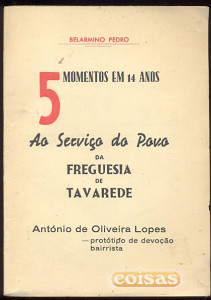 BELARMINO PEDRO
5 MOMENTOS EM 14 ANOS
Ao Serviço do Povo
DA
FREGUESIA
DE
TAVAREDE
António de Oliveira Lopes
—protótipo de devoção
bairrista
coisas